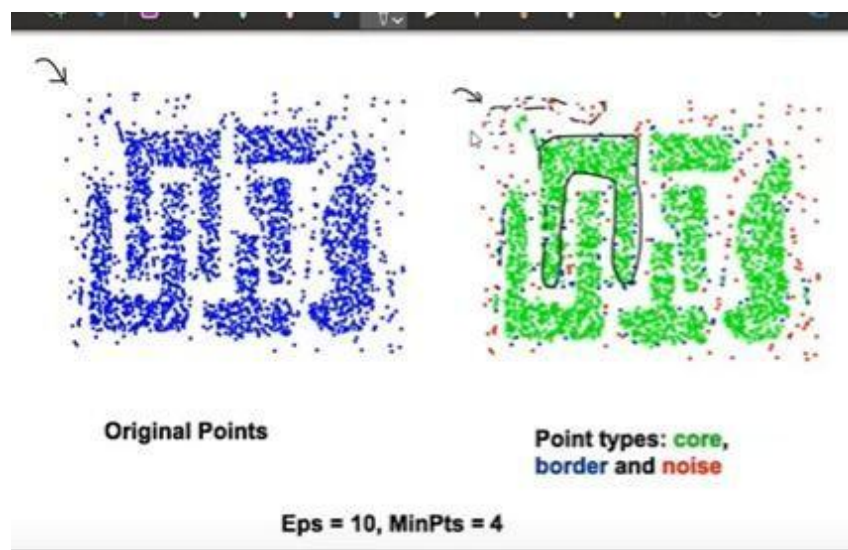 Original Points
Point types: core,
border and noise
Eps = 10, MinPts = 4